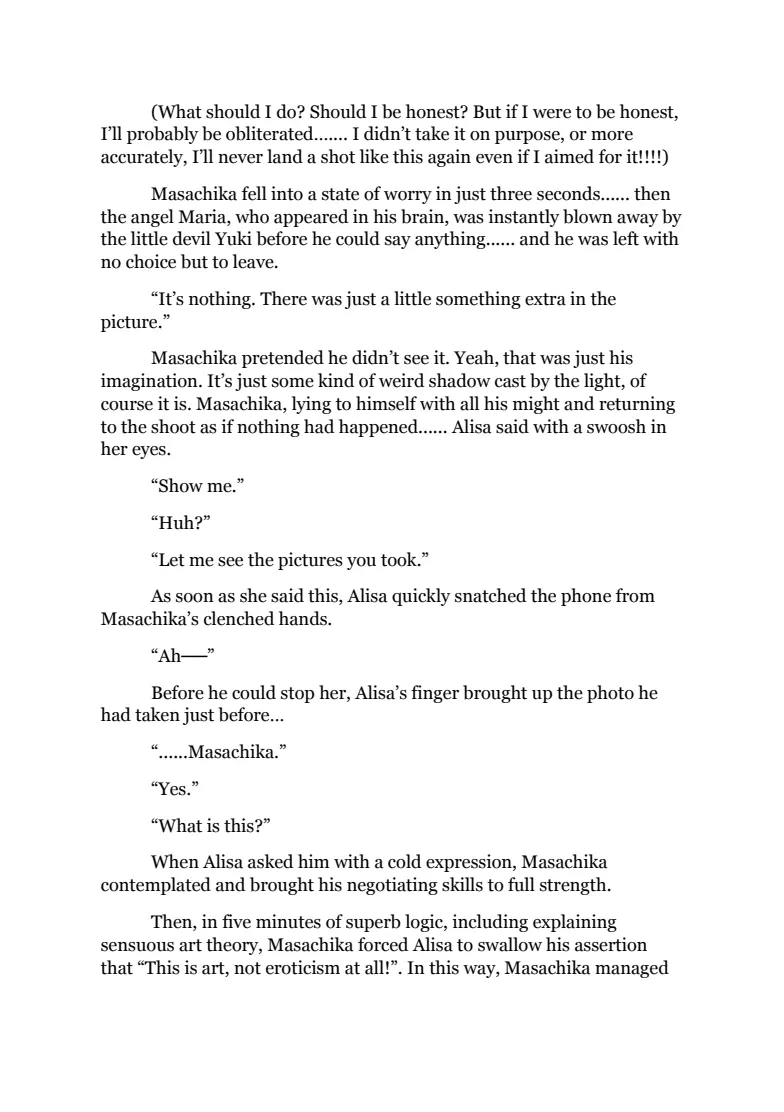 (What should I do? Should I be honest? But if I were to be honest,
I’ll probably be obliterated……. I didn’t take it on purpose, or more
accurately, I’ll never land a shot like this again even if I aimed for it!!!!)
Masachika fell into a state of worry in just three seconds…… then
the angel Maria, who appeared in his brain, was instantly blown away by
the little devil Yuki before he could say anything…… and he was left with
no choice but to leave.
“It’s nothing. There was just a little something extra in the
picture.”
Masachika pretended he didn’t see it. Yeah, that was just his
imagination. It’s just some kind of weird shadow cast by the light, of
course it is. Masachika, lying to himself with all his might and returning
to the shoot as if nothing had happened…… Alisa said with a swoosh in
her eyes.
“Show me.”
“Huh?”
“Let me see the pictures you took.”
As soon as she said this, Alisa quickly snatched the phone from
Masachika’s clenched hands.
“Ah──”
Before he could stop her, Alisa’s finger brought up the photo he
had taken just before…
“……Masachika.”
“Yes.”
“What is this?”
When Alisa asked him with a cold expression, Masachika
contemplated and brought his negotiating skills to full strength.
Then, in five minutes of superb logic, including explaining
sensuous art theory, Masachika forced Alisa to swallow his assertion
that “This is art, not eroticism at all!”. In this way, Masachika managed